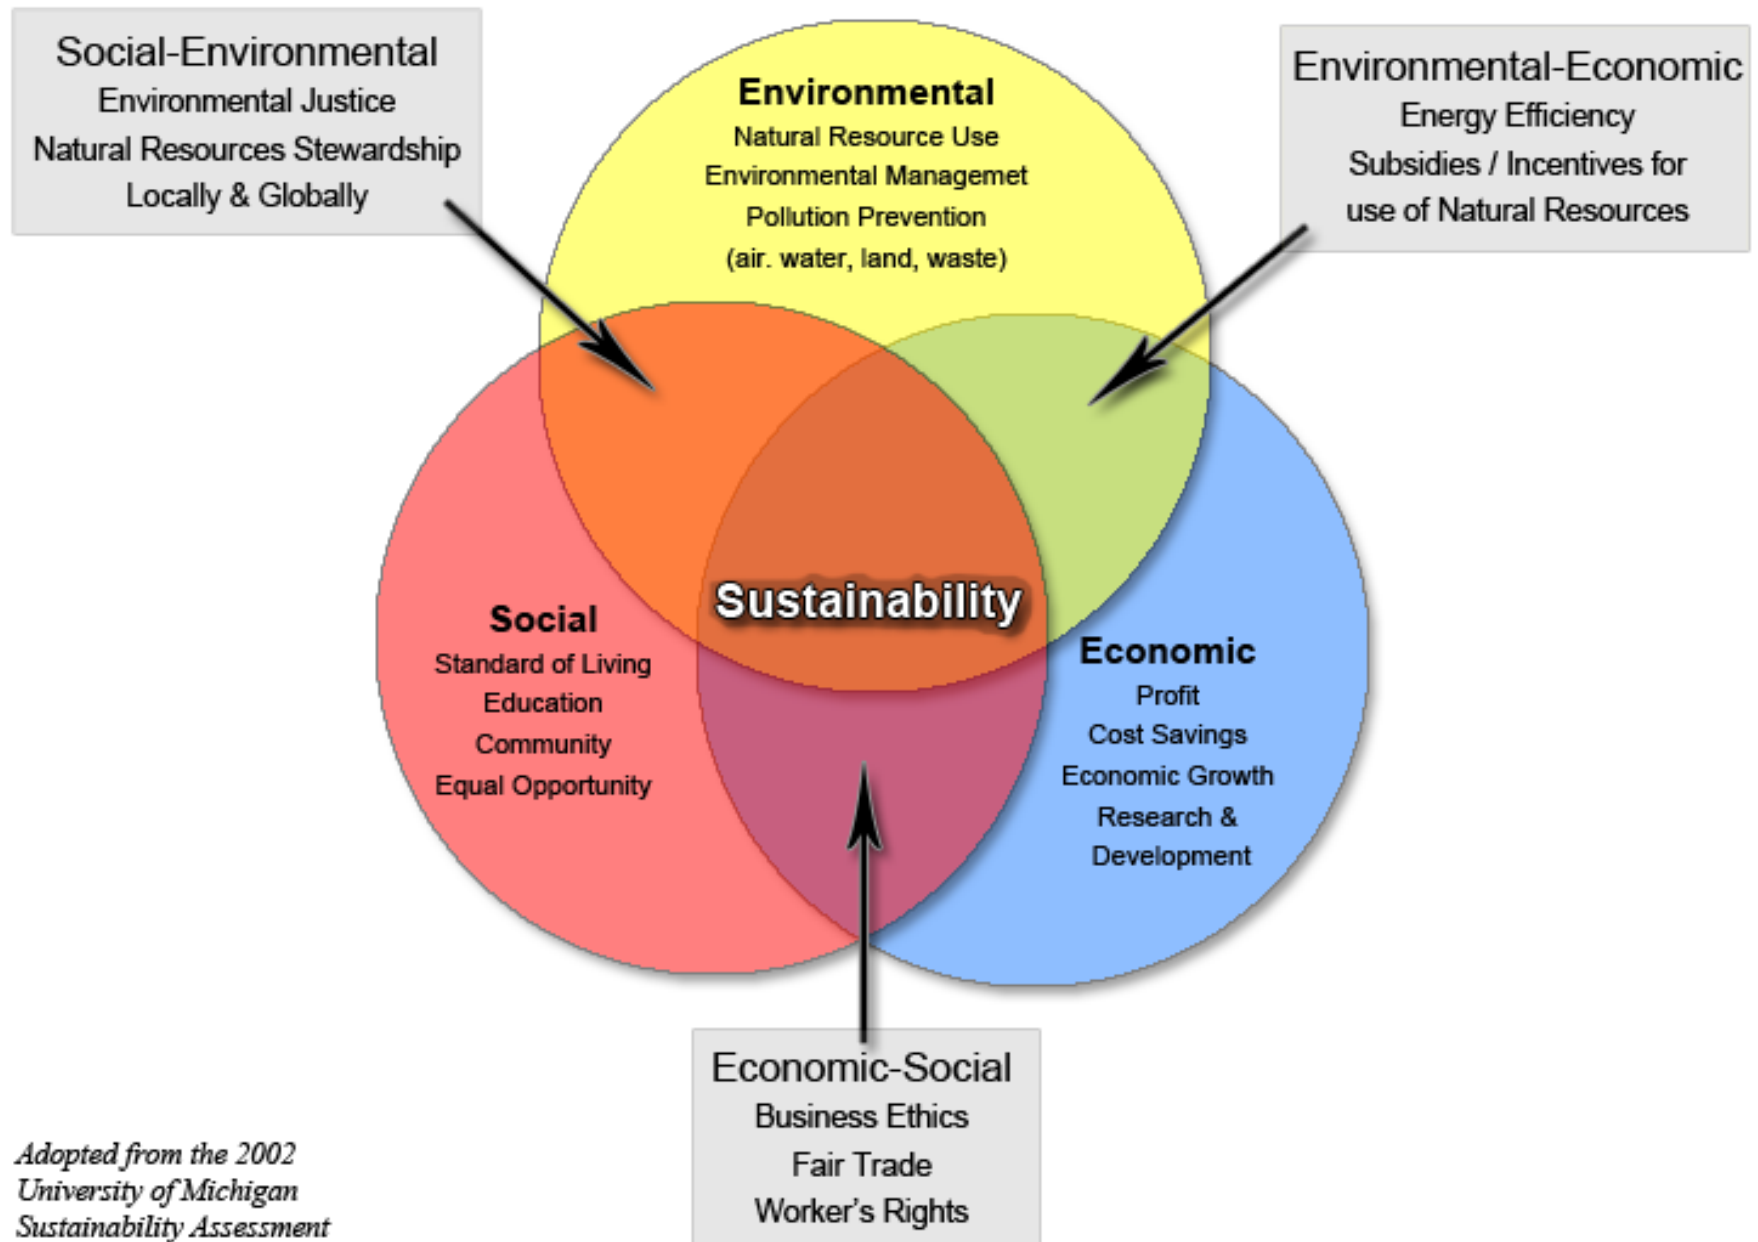 Social-Environmental
Environmental Justice
Natural Resources Stewardship
Locally & Globally
Environmental
Natural Resource Use
Environmental Managemet
Pollution Prevention
(air. water, land, waste)
Environmental-Economic
Energy Efficiency
Subsidies / Incentives for
use of Natural Resources
Sustainability
Social
Standard of Living
Education
Community
Equal Opportunity
Economic
Profit
Cost Savings
Economic Growth
Research &
Development
Economic-Social
Business Ethics
Fair Trade
Worker's Rights
Adopted from the 2002
University of Michigan
Sustainability Assessment